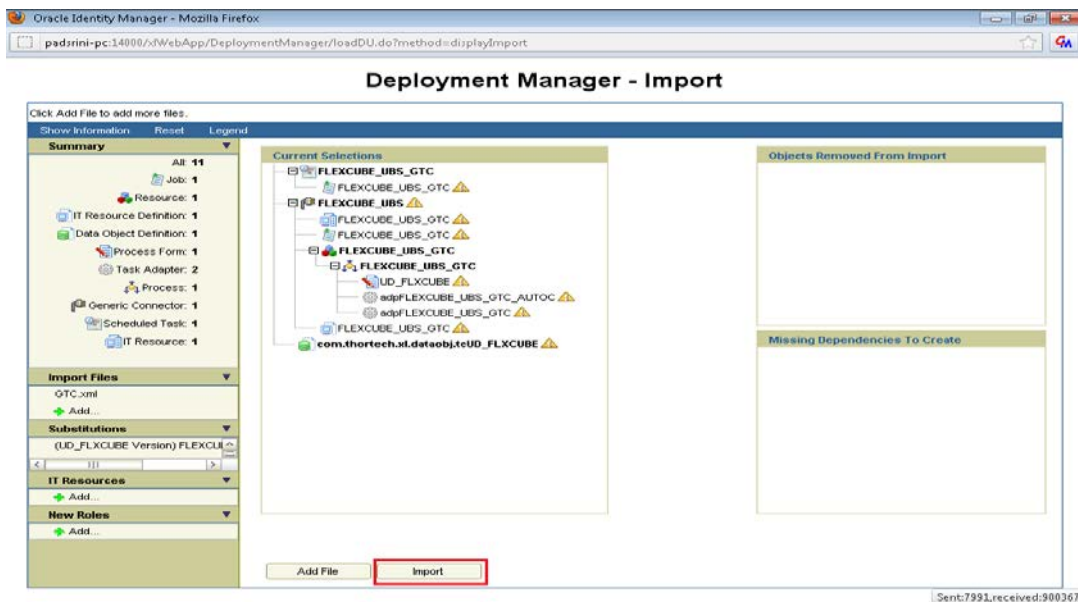 Oracle Identity Manager - Mozilla Firefox
padsrini-pc:14000/xlWebApp/DeploymentManager/loadDU.do?method=displayImport
Deployment Manager - Import
Click Add File to add more files.
Show Information Reset Legend
Summary
All: 11
Job: 1
Resource: 1
IT Resource Definition: 1
Data Object Definition: 1
Process Form: 1
Task Adapter: 2
Process: 1
Generic Connector: 1
Scheduled Task: 1
IT Resource: 1
Import Files
GTC.xml
Add...
Substitutions
(UD_FLXCUBE Version) FLEXCU
IT Resources
Add...
New Roles
Add...
Current Selections
FLEXCUBE_UBS_GTC
FLEXCUBE_UBS_GTC
FLEXCUBE_UBS
FLEXCUBE_UBS_GTC
FLEXCUBE_UBS_GTC
FLEXCUBE_UBS_GTC
FLEXCUBE_UBS_GTC
UD_FLXCUBE
adpFLEXCUBE_UBS_GTC_AUTOC
adpFLEXCUBE_UBS_GTC
FLEXCUBE_UBS_GTC
com.thortech.xl.dataobj.tcUD_FLXCUBE
Objects Removed From Import
Missing Dependencies To Create
Add File
Import
Sent:7991,received:900367